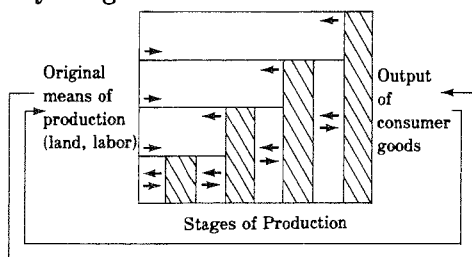 Original
means of
production
(land, labor)
Output
of
consumer
goods
Stages of Production